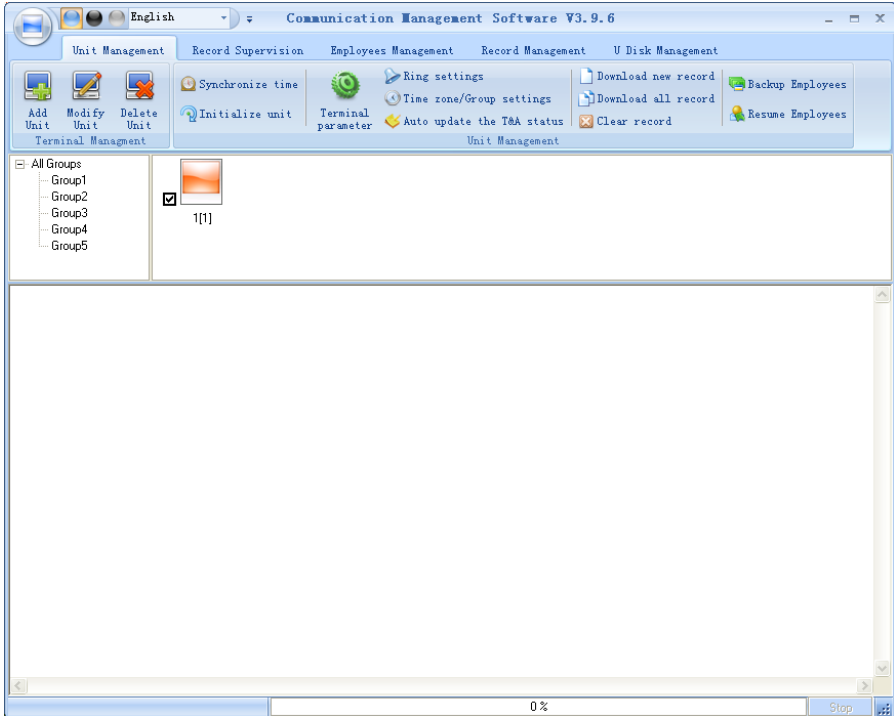 English
Communication Management Software V3.9.6
Unit Management
Record Supervision
Employees Management
Record Management
U Disk Management
Add
Unit
Modify
Unit
Delete
Unit
Terminal Managment
Synchronize time
Initialize unit
Terminal
parameter
Ring settings
Time zone/Group settings
Auto update the T&A status
Download new record
Download all record
Clear record
Backup Employees
Resume Employees
Unit Management
All Groups
Group1
Group2
Group3
Group4
Group5
1[1]
0%
Stop